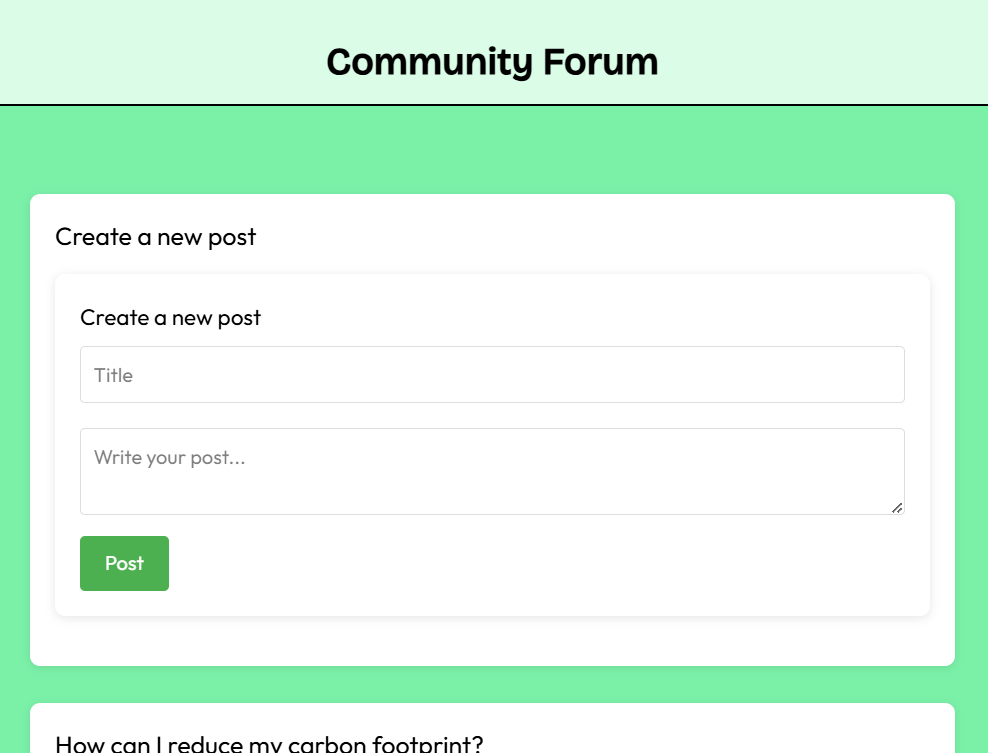 Community Forum
Create a new post
Create a new post
Title
Write your post...
Post
How can I reduce my carbon footprint?